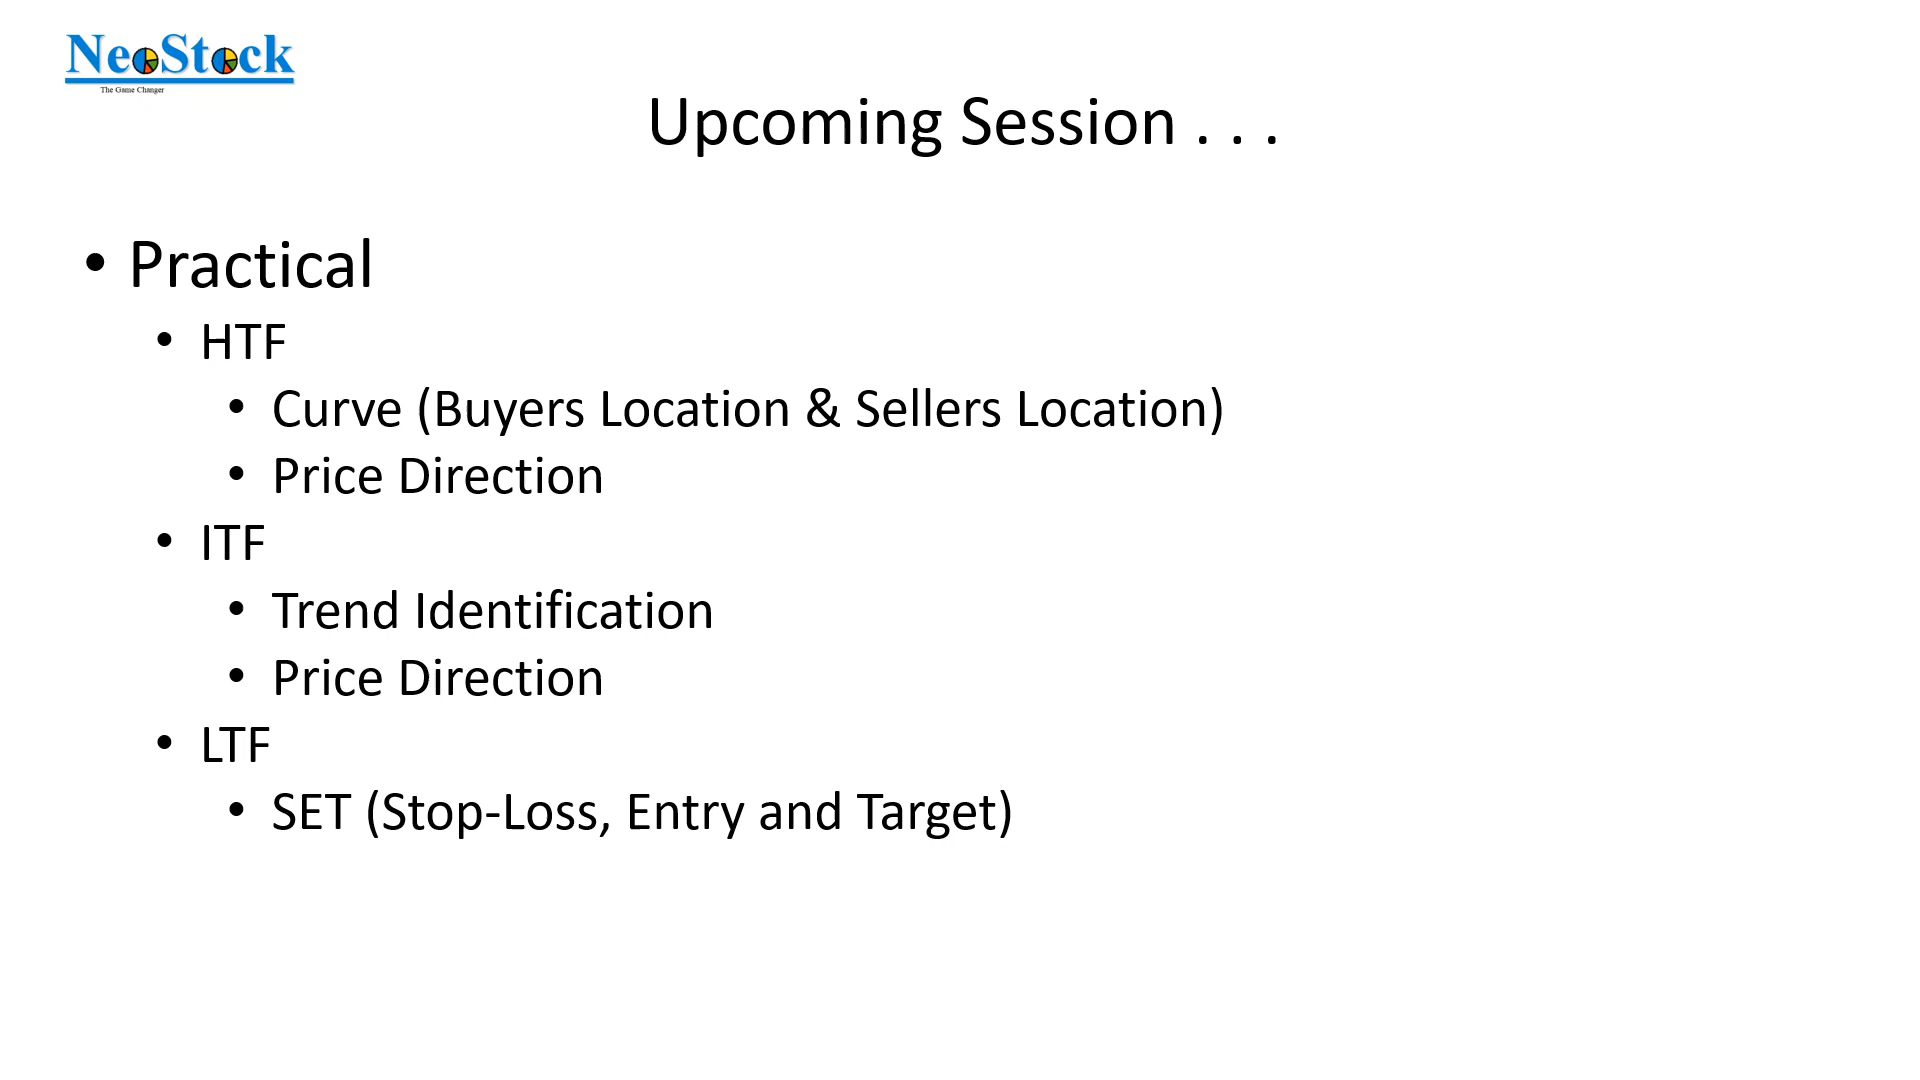 NeoStock
The Game Changer
Upcoming Session . . .
• Practical
• HTF
• Curve (Buyers Location & Sellers Location)
• Price Direction
• ITF
• Trend Identification
• Price Direction
• LTF
• SET (Stop-Loss, Entry and Target)